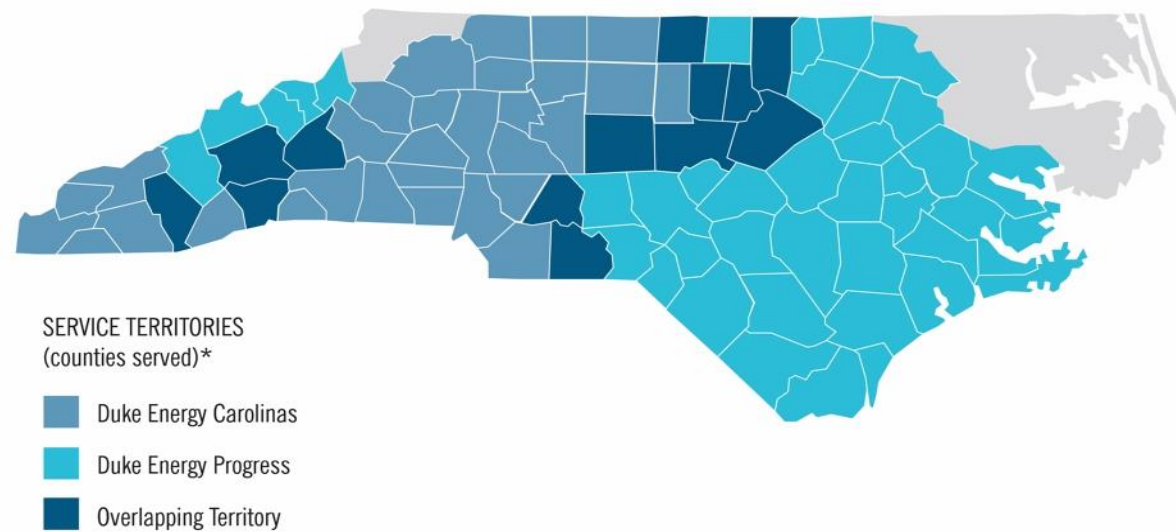 SERVICE TERRITORIES
(counties served)*
Duke Energy Carolinas
Duke Energy Progress
Overlapping Territory